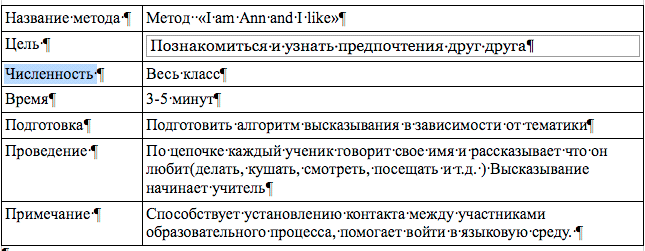 Название метода Метод «I am Ann and I like»
Цель Познакомиться и узнать предпочтения друг друга
Численность Весь класс
Время 3-5 минут
Подготовка Подготовить алгоритм высказывания в зависимости от тематики
Проведение По цепочке каждый ученик говорит свое имя и рассказывает что он
любит(делать, кушать, смотреть, посещать и т.д. ) Высказывание
начинает учитель
Примечание Способствует установлению контакта между участниками
образовательного процесса, помогает войти в языковую среду.